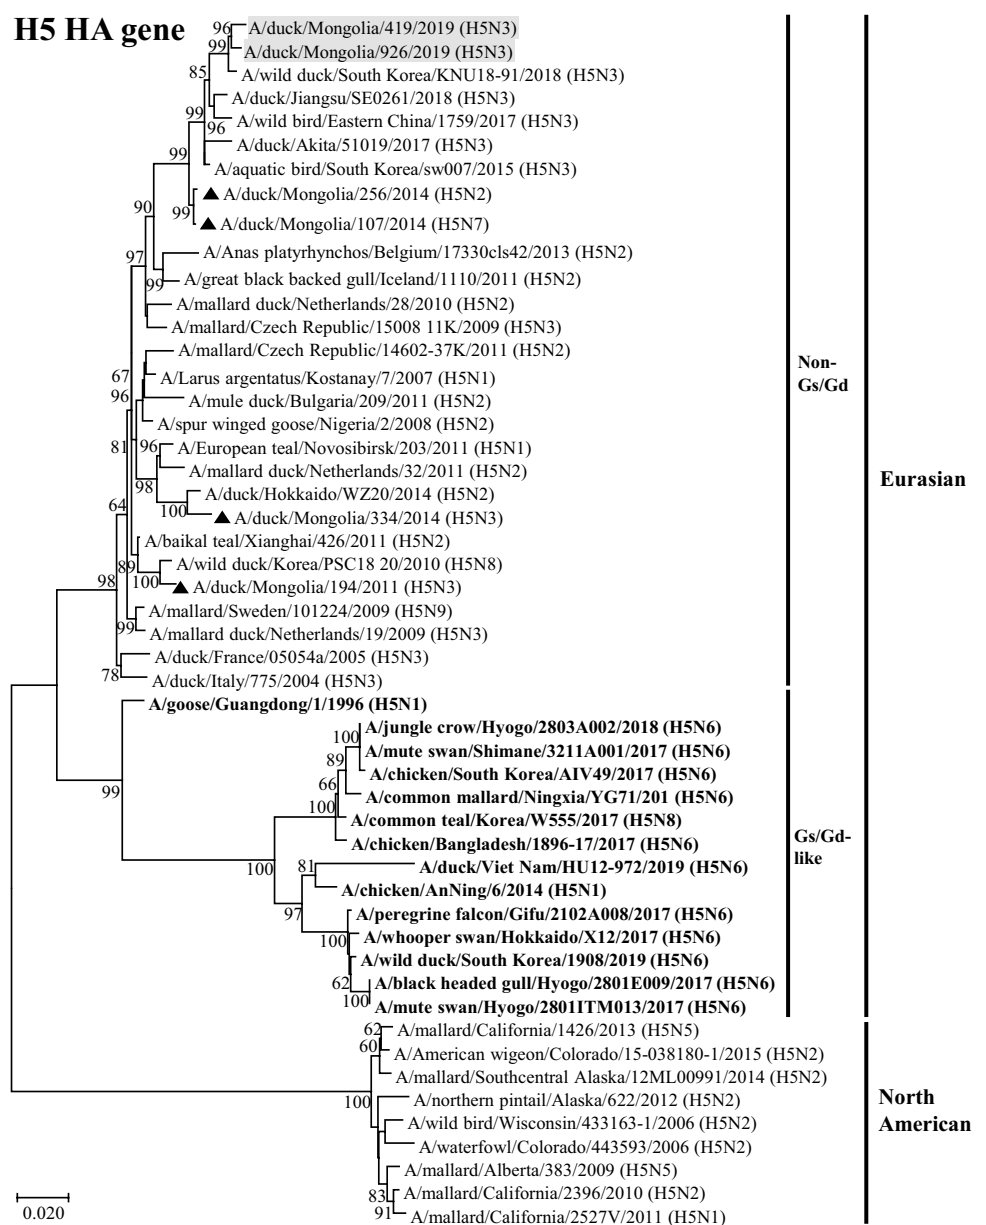 H5 HA gene
96
A/duck/Mongolia/419/2019 (H5N3)
99
A/duck/Mongolia/926/2019 (H5N3)
85
A/wild duck/South Korea/KNU18-91/2018 (H5N3)
A/duck/Jiangsu/SE0261/2018 (H5N3)
99
96
A/wild bird/Eastern China/1759/2017 (H5N3)
A/duck/Akita/51019/2017 (H5N3)
99
A/aquatic bird/South Korea/sw007/2015 (H5N3)
▲ A/duck/Mongolia/256/2014 (H5N2)
90
99
▲ A/duck/Mongolia/107/2014 (H5N7)
97
A/Anas platyrhynchos/Belgium/17330cls42/2013 (H5N2)
99
A/great black backed gull/Iceland/1110/2011 (H5N2)
A/mallard duck/Netherlands/28/2010 (H5N2)
A/mallard/Czech Republic/15008 11K/2009 (H5N3)
A/mallard/Czech Republic/14602-37K/2011 (H5N2)
67
A/Larus argentatus/Kostanay/7/2007 (H5N1)
96
A/mule duck/Bulgaria/209/2011 (H5N2)
A/spur winged goose/Nigeria/2/2008 (H5N2)
81
96
A/European teal/Novosibirsk/203/2011 (H5N1)
A/mallard duck/Netherlands/32/2011 (H5N2)
98
A/duck/Hokkaido/WZ20/2014 (H5N2)
64
100
▲ A/duck/Mongolia/334/2014 (H5N3)
A/baikal teal/Xianghai/426/2011 (H5N2)
89
A/wild duck/Korea/PSC18 20/2010 (H5N8)
98
100
▲ A/duck/Mongolia/194/2011 (H5N3)
A/mallard/Sweden/101224/2009 (H5N9)
99
A/mallard duck/Netherlands/19/2009 (H5N3)
A/duck/France/05054a/2005 (H5N3)
78
A/duck/Italy/775/2004 (H5N3)
A/goose/Guangdong/1/1996 (H5N1)
A/jungle crow/Hyogo/2803A002/2018 (H5N6)
100
A/mute swan/Shimane/3211A001/2017 (H5N6)
89
A/chicken/South Korea/AIV49/2017 (H5N6)
66
A/common mallard/Ningxia/YG71/201 (H5N6)
99
100
A/common teal/Korea/W555/2017 (H5N8)
A/chicken/Bangladesh/1896-17/2017 (H5N6)
100
81
A/duck/Viet Nam/HU12-972/2019 (H5N6)
A/chicken/AnNing/6/2014 (H5N1)
97
A/peregrine falcon/Gifu/2102A008/2017 (H5N6)
100
A/whooper swan/Hokkaido/X12/2017 (H5N6)
A/wild duck/South Korea/1908/2019 (H5N6)
62
A/black headed gull/Hyogo/2801E009/2017 (H5N6)
100
A/mute swan/Hyogo/2801ITM013/2017 (H5N6)
62
A/mallard/California/1426/2013 (H5N5)
60
A/American wigeon/Colorado/15-038180-1/2015 (H5N2)
A/mallard/Southcentral Alaska/12ML00991/2014 (H5N2)
100
A/northern pintail/Alaska/622/2012 (H5N2)
A/wild bird/Wisconsin/433163-1/2006 (H5N2)
A/waterfowl/Colorado/443593/2006 (H5N2)
A/mallard/Alberta/383/2009 (H5N5)
83
A/mallard/California/2396/2010 (H5N2)
91
A/mallard/California/2527V/2011 (H5N1)
0.020
Non-
Gs/Gd
Gs/Gd-
like
Eurasian
North
American